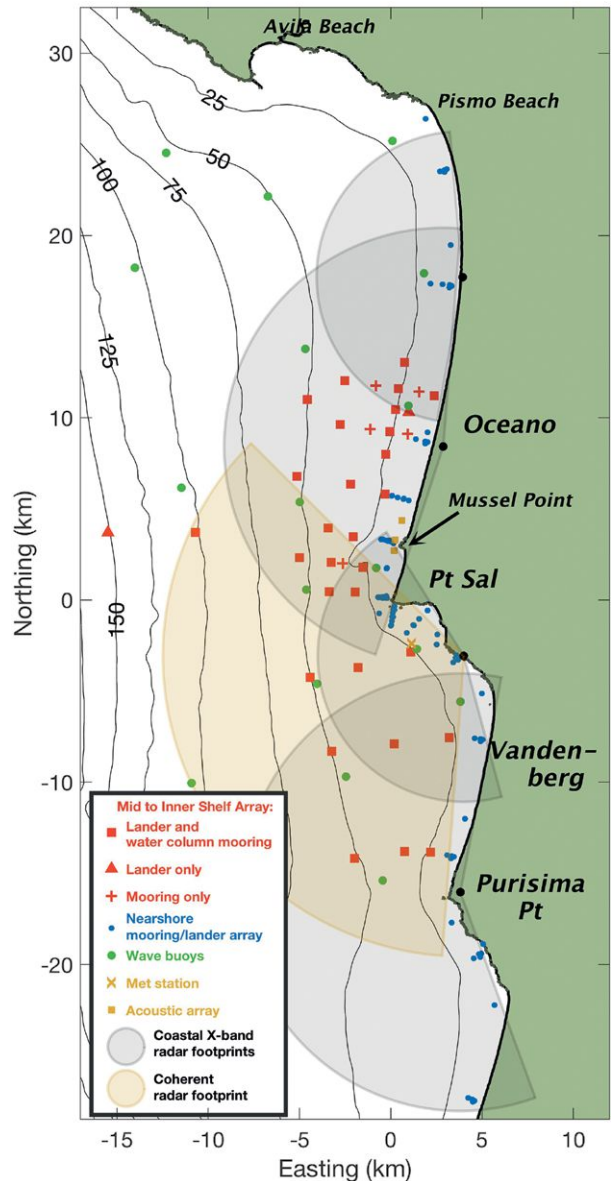 Avila Beach
Pismo Beach
25
50
75
100
125
150
Oceano
Mussel Point
Pt Sal
Vanden-
berg
Purisima
Pt
30
20
10
0
-10
-20
Northing (km)
Mid to Inner Shelf Array:
Lander and
water column mooring
Lander only
Mooring only
Nearshore
mooring/lander array
Wave buoys
Met station
Acoustic array
Coastal X-band
radar footprints
Coherent
radar footprint
-15 -10 -5 0 5 10
Easting (km)